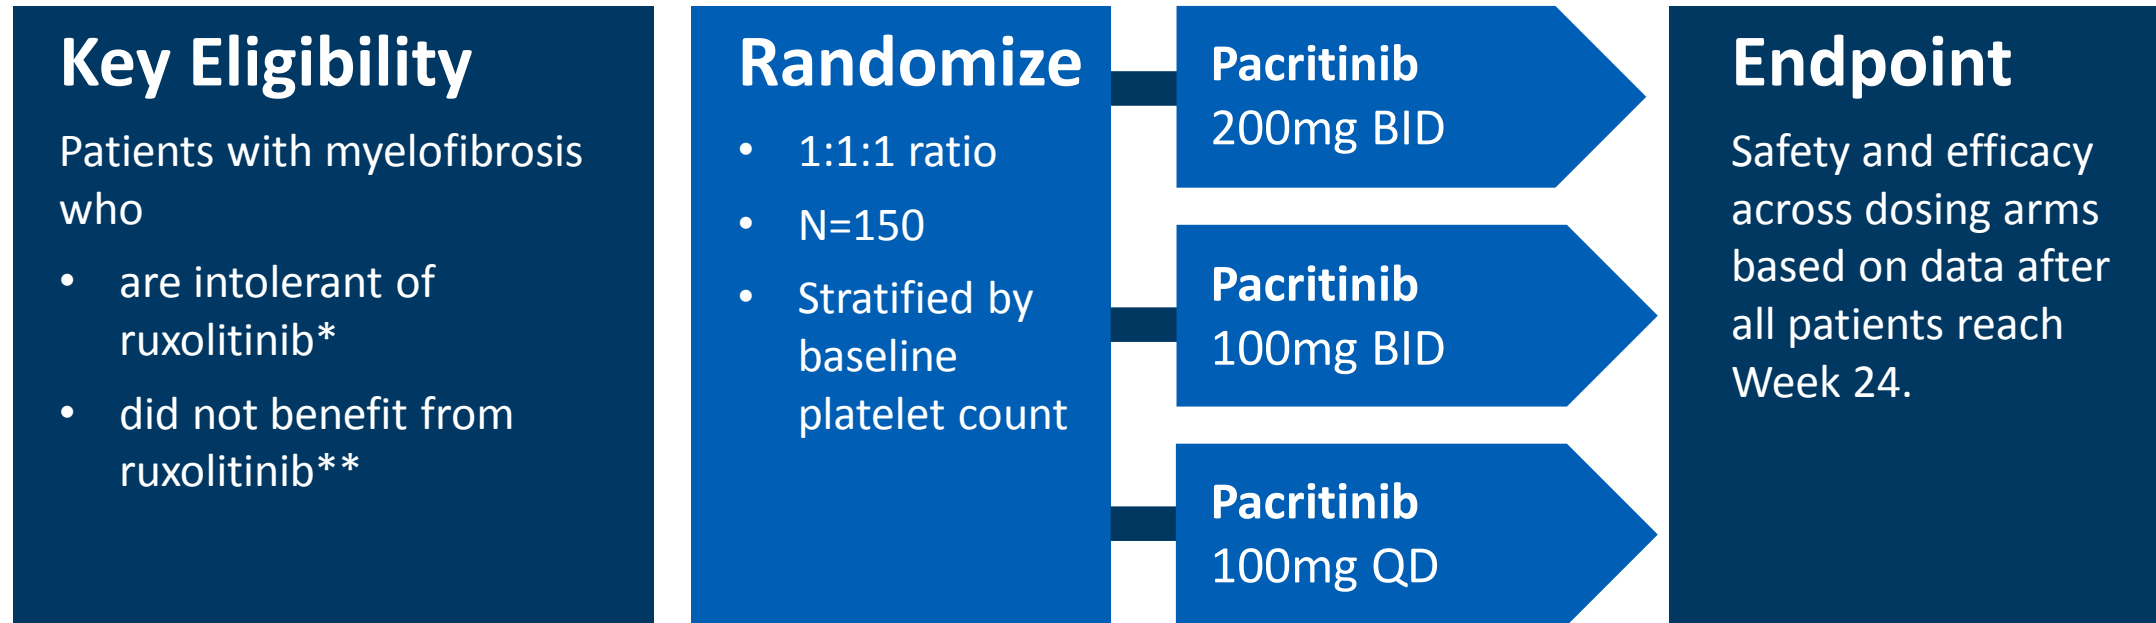 Key Eligibility
Patients with myelofibrosis
who
• are intolerant of
ruxolitinib*
• did not benefit from
ruxolitinib**
Randomize
• 1:1:1 ratio
• N=150
• Stratified by
baseline
platelet count
Pacritinib
200mg BID
Pacritinib
100mg BID
Pacritinib
100mg QD
Endpoint
Safety and efficacy
across dosing arms
based on data after
all patients reach
Week 24.